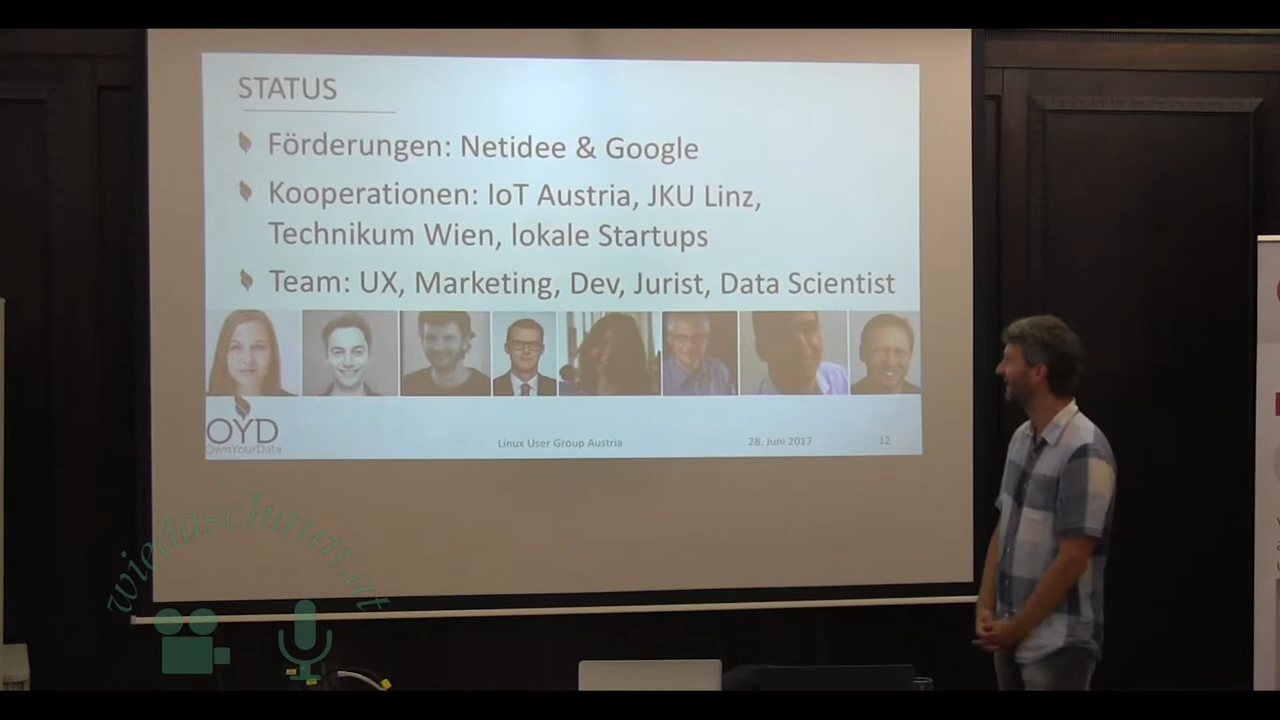 STATUS
Förderungen: Netidee & Google
Kooperationen: IoT Austria, JKU Linz,
Technikum Wien, lokale Startups
Team: UX, Marketing, Dev, Jurist, Data Scientist
OYD
OwnYourData
Linux User Group Austria
28. Juni 2017
12
wiedaschauen.at